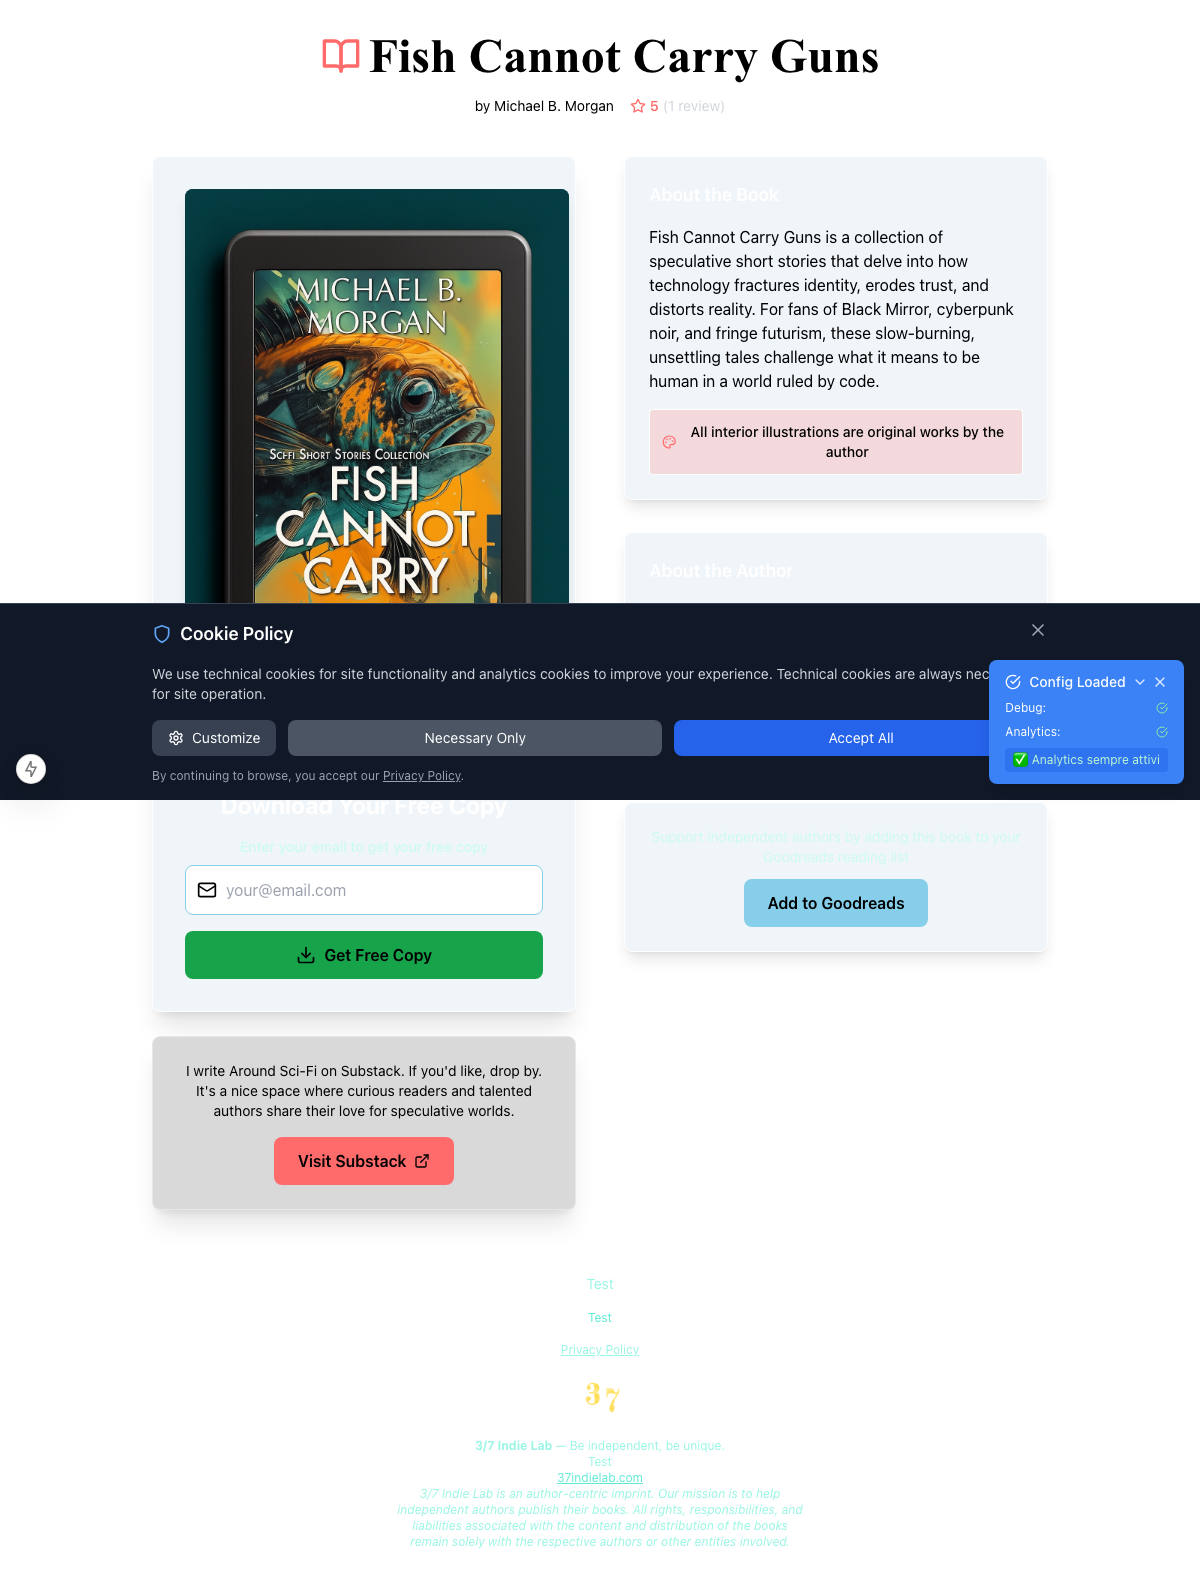 Fish Cannot Carry Guns
by Michael B. Morgan 5 (1 review)
MICHAEL B.
MORGAN
SCI-FI SHORT STORIES COLLECTION
FISH
CANNOT
CARRY
About the Book
Fish Cannot Carry Guns is a collection of
speculative short stories that delve into how
technology fractures identity, erodes trust, and
distorts reality. For fans of Black Mirror, cyberpunk
noir, and fringe futurism, these slow-burning,
unsettling tales challenge what it means to be
human in a world ruled by code.
All interior illustrations are original works by the
author
About the Author
Cookie Policy
We use technical cookies for site functionality and analytics cookies to improve your experience. Technical cookies are always nec
for site operation.
Customize
Necessary Only
Accept All
By continuing to browse, you accept our Privacy Policy.
Config Loaded
Debug:
Analytics:
✅ Analytics sempre attivi
Download Your Free Copy
Enter your email to get your free copy
your@email.com
Get Free Copy
Support independent authors by adding this book to your
Goodreads reading list
Add to Goodreads
I write Around Sci-Fi on Substack. If you'd like, drop by.
It's a nice space where curious readers and talented
authors share their love for speculative worlds.
Visit Substack
Test
Test
Privacy Policy
3 7
3/7 Indie Lab — Be independent, be unique.
Test
37indielab.com
3/7 Indie Lab is an author-centric imprint. Our mission is to help
independent authors publish their books. All rights, responsibilities, and
liabilities associated with the content and distribution of the books
remain solely with the respective authors or other entities involved.